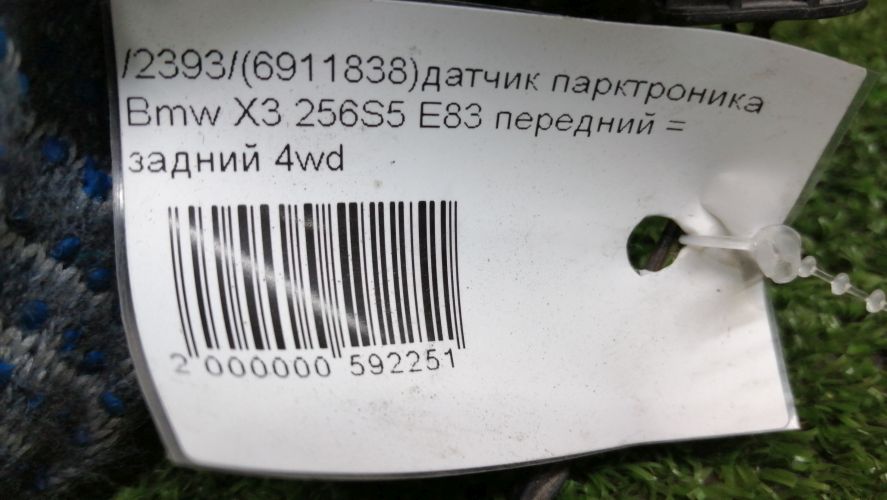 /2393/(6911838)датчик парктроника
Bmw X3 256S5 E83 передний =
задний 4wd
2 000000 592251